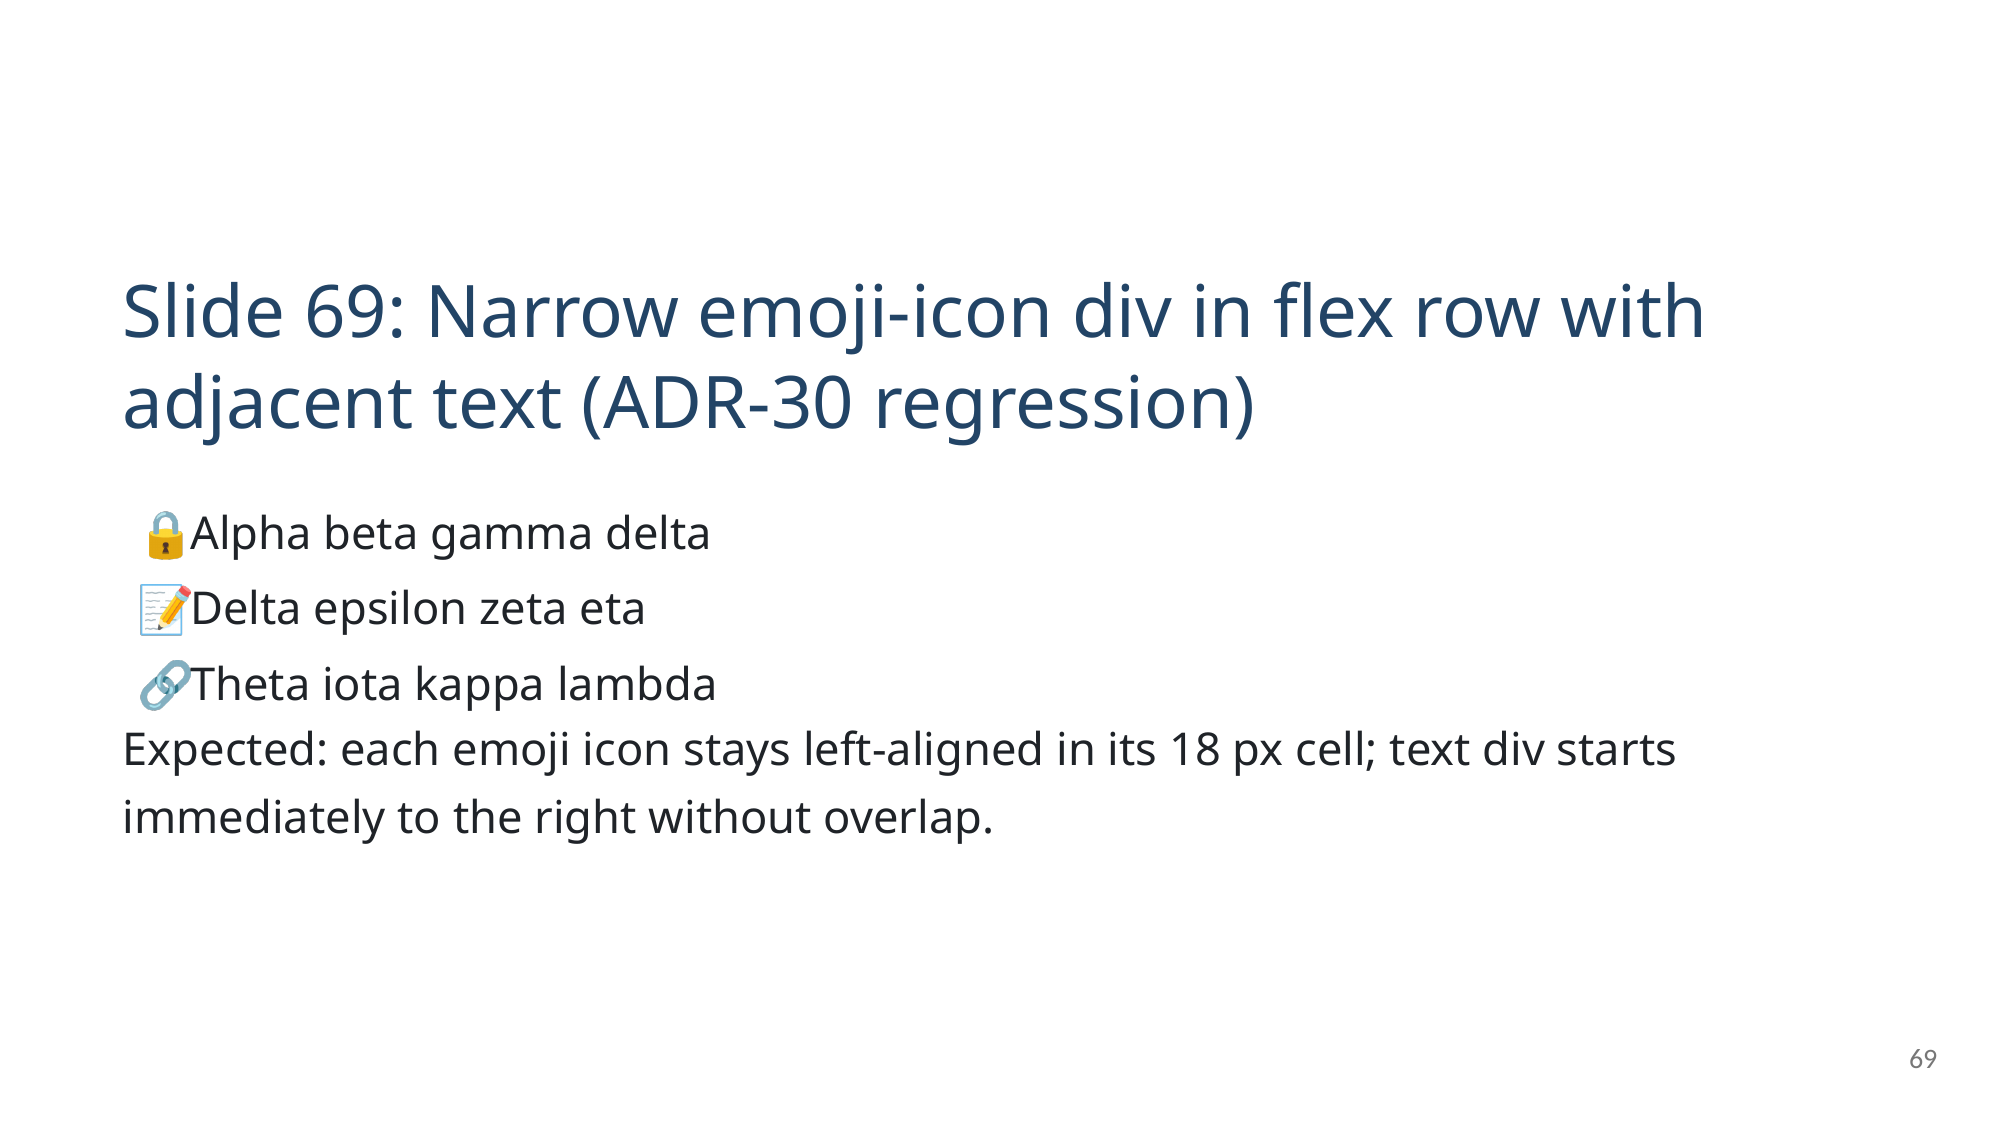 Slide 69: Narrow emoji-icon div in flex row with
adjacent text (ADR-30 regression)
🔒Alpha beta gamma delta
📝Delta epsilon zeta eta
🔗Theta iota kappa lambda
Expected: each emoji icon stays left-aligned in its 18 px cell; text div starts
immediately to the right without overlap.
69